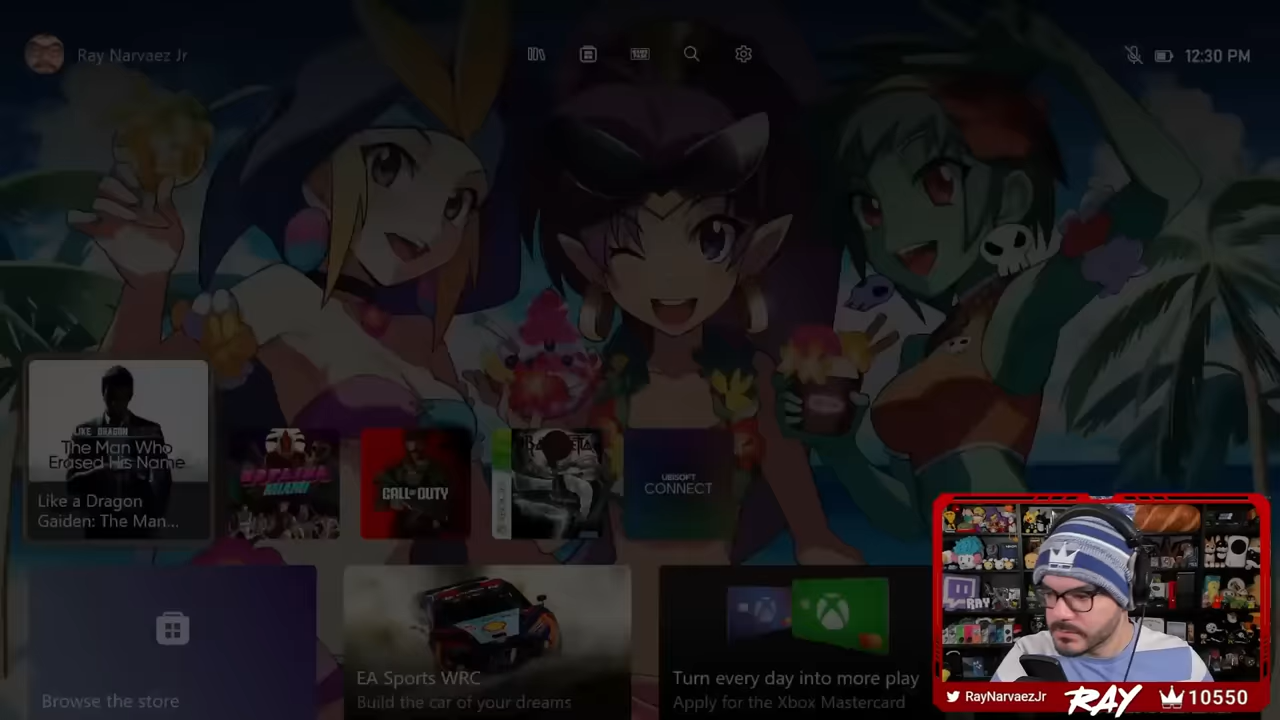 Ray Narvaez Jr
12:30 PM
LIKE DRAGON
The Man Who
Erased His Name
Like a Dragon
Gaiden: The Man...
HOTLINE
MIAMI
CALL OF DUTY
BAYONETTA
UBISOFT
CONNECT
Browse the store
EA Sports WRC
Build the car of your dreams
Turn every day into more play
Apply for the Xbox Mastercard
RAY
RayNarvaezJr
RAY
10550